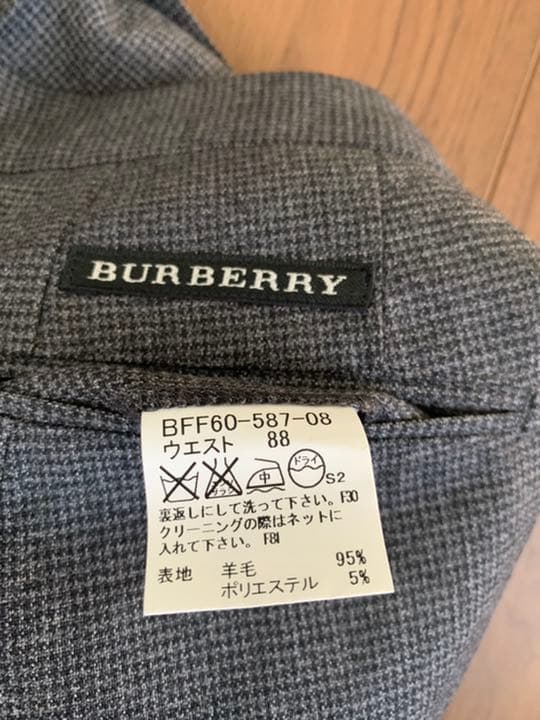 BURBERRY
BFF60-587-08
ウエスト 88
中 ドライ S2
裏返しにして洗って下さい。F30
クリーニングの際はネットに
入れて下さい。F81
表地 羊毛 95%
ポリエステル 5%